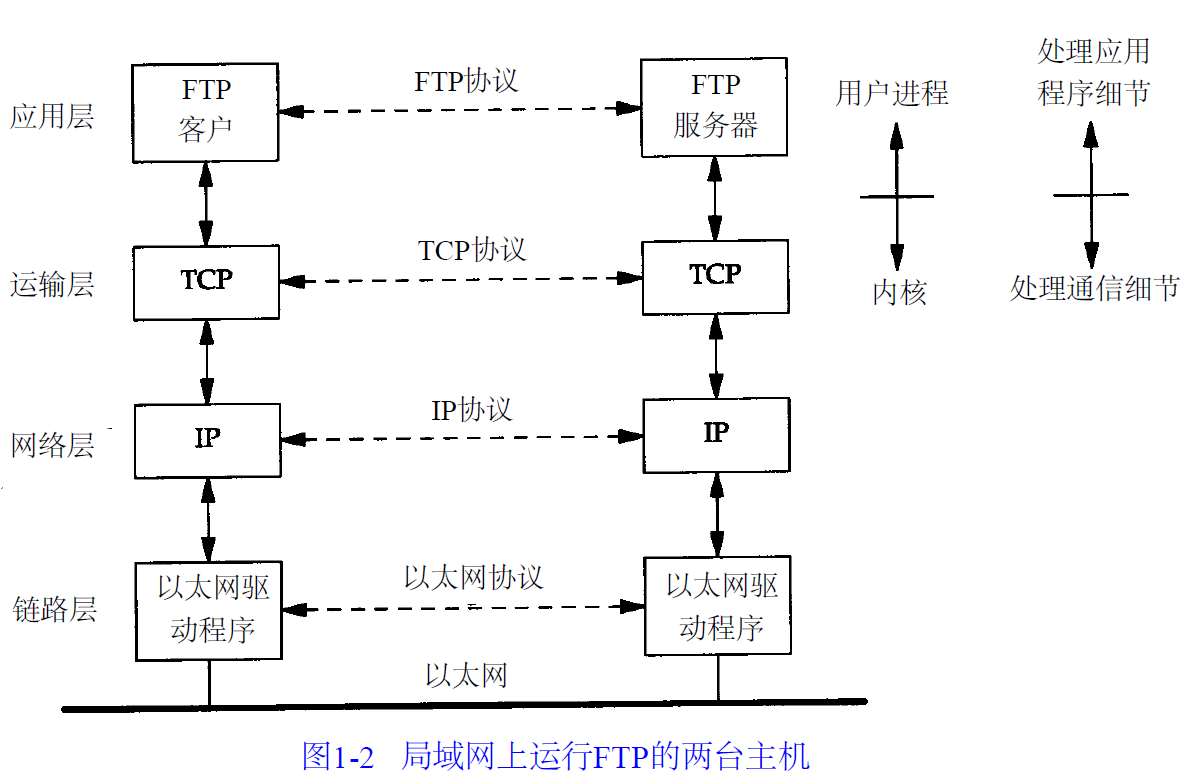 处理应用
程序细节
用户进程
应用层
FTP
客户
FTP协议
FTP
服务器
内核
处理通信细节
运输层
TCP
TCP协议
TCP
网络层
IP
IP协议
IP
链路层
以太网驱
动程序
以太网协议
以太网驱
动程序
以太网
图1-2 局域网上运行FTP的两台主机